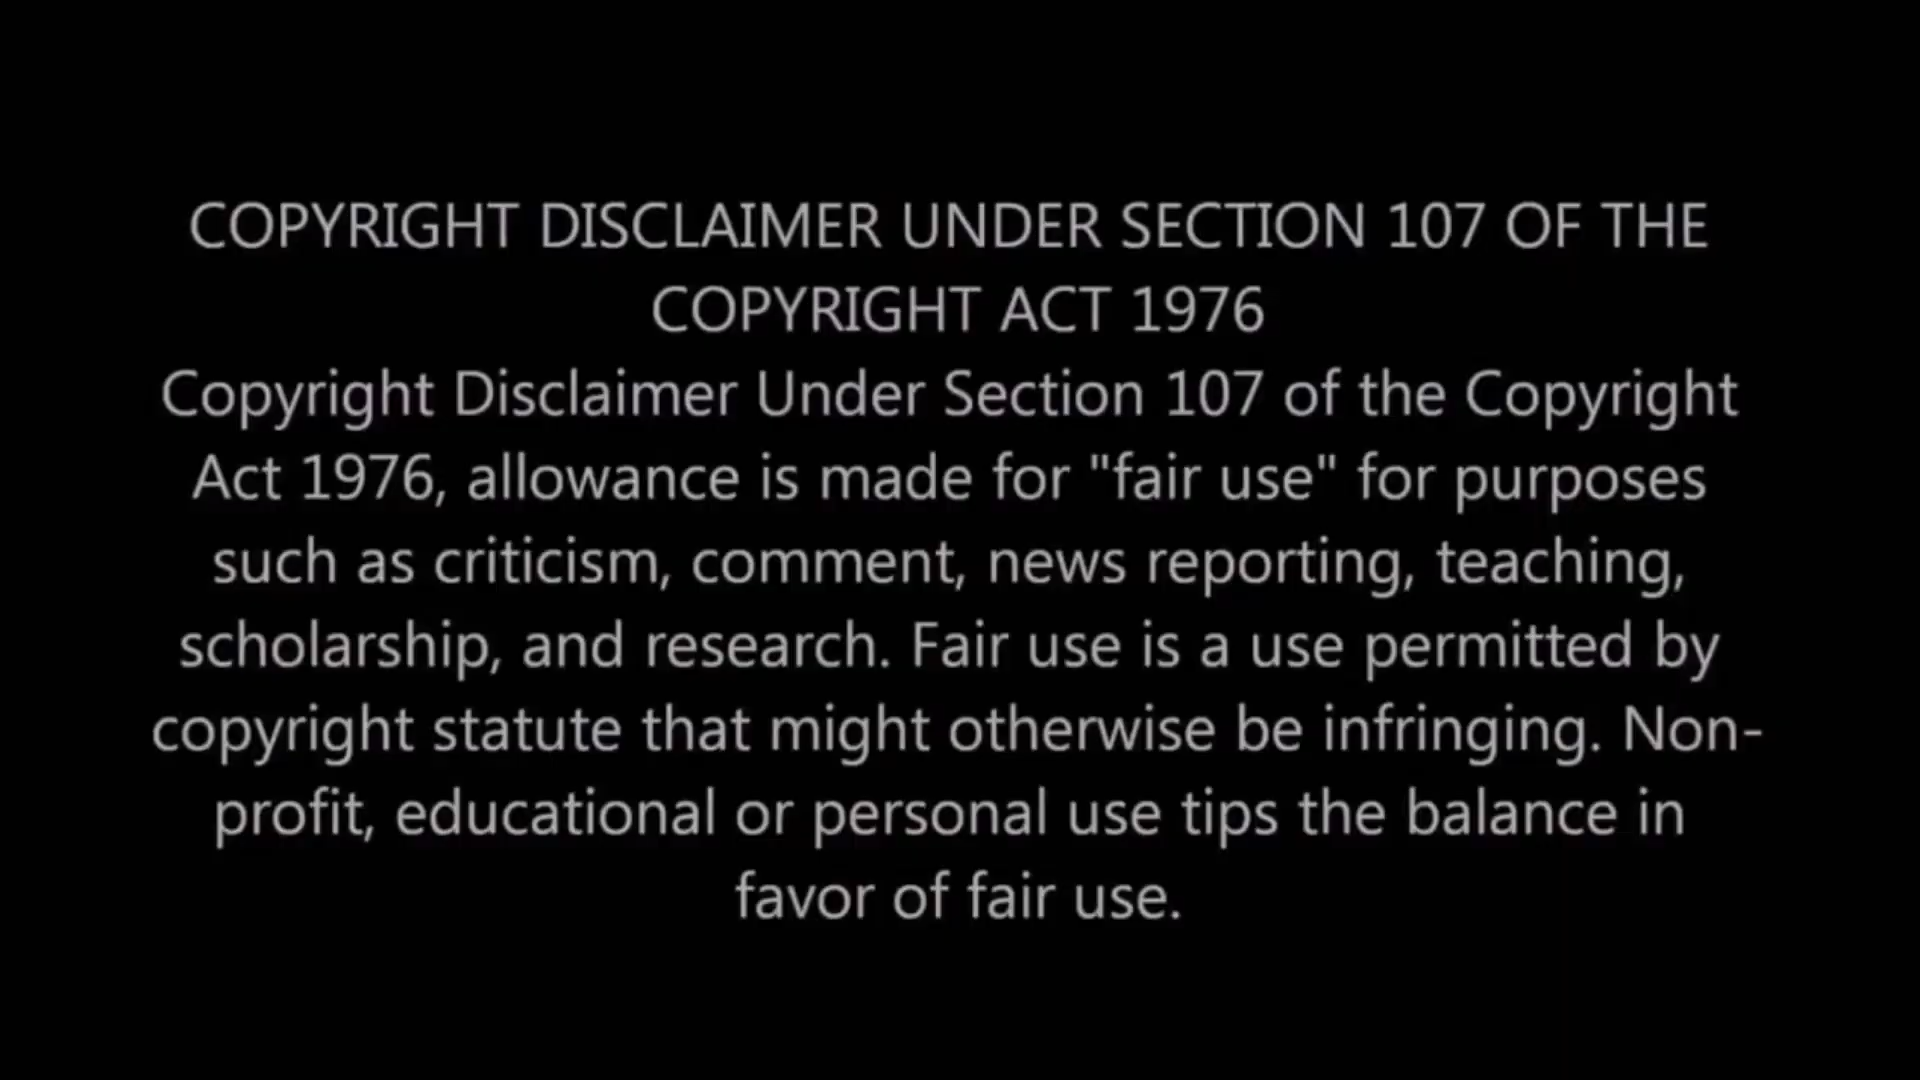 COPYRIGHT DISCLAIMER UNDER SECTION 107 OF THE
COPYRIGHT ACT 1976
Copyright Disclaimer Under Section 107 of the Copyright
Act 1976, allowance is made for "fair use" for purposes
such as criticism, comment, news reporting, teaching,
scholarship, and research. Fair use is a use permitted by
copyright statute that might otherwise be infringing. Non-
profit, educational or personal use tips the balance in
favor of fair use.